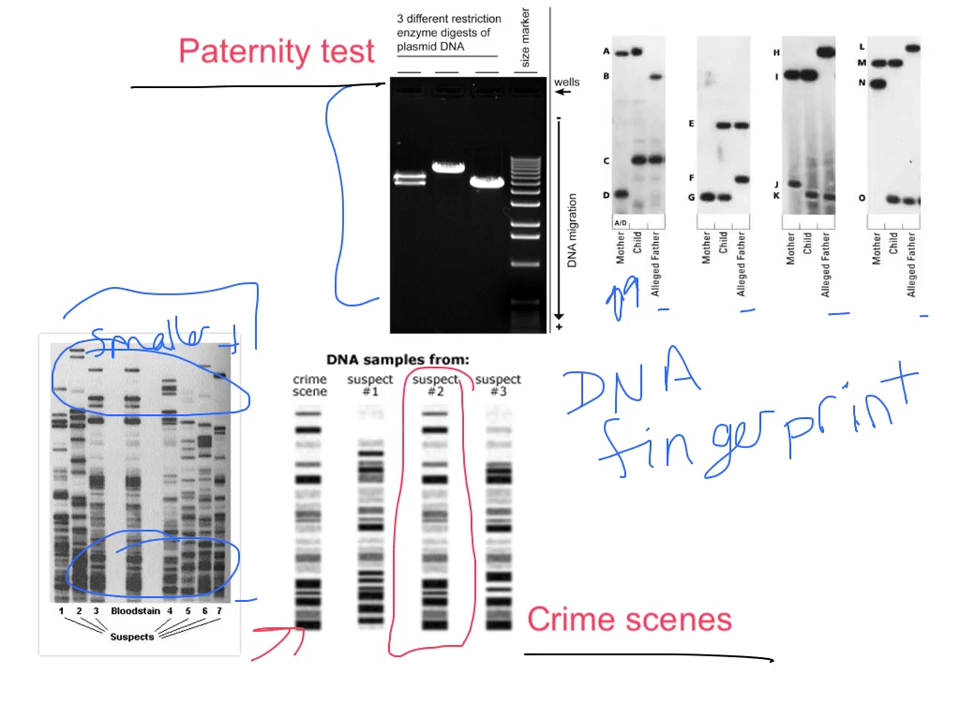 Paternity test
3 different restriction
enzyme digests of
plasmid DNA
size marker
wells
-
DNA migration
+
A
B
C
D
A/D
Mother
Child
Alleged Father
E
F
G
Mother
Child
Alleged Father
H
I
J
K
Mother
Child
Alleged Father
L
M
N
O
Mother
Child
Alleged Father
smaller
1 2 3 Bloodstain 4 5 6 7
Suspects
DNA samples from:
crime suspect suspect suspect
scene #1 #2 #3
DNA
fingerprint
Crime scenes